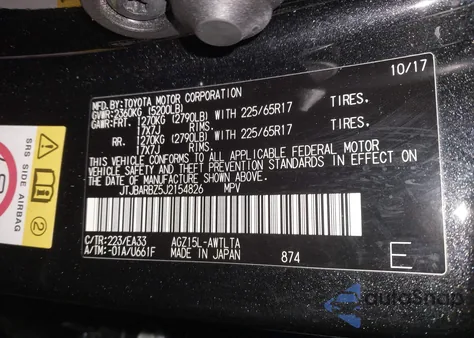 MFD.BY:TOYOTA MOTOR CORPORATION 10/17
GVWR:2360KG (5200LB)
GAWR:FRT. 1270KG (2790LB) WITH 225/65R17 TIRES.
17X7J RIMS.
RR. 1270KG (2790LB) WITH 225/65R17 TIRES.
17X7J RIMS.
THIS VEHICLE CONFORMS TO ALL APPLICABLE FEDERAL MOTOR
VEHICLE SAFETY AND THEFT PREVENTION STANDARDS IN EFFECT ON
THE DATE OF MANUFACTURE SHOWN ABOVE.
JTJBARBZ5J2154826 MPV
C/TR:223/EA33 AGZ15L-AWTLTA
A/TM:-01A/U661F MADE IN JAPAN 874 E
SRS SIDE AIRBAG
2
autoSnap